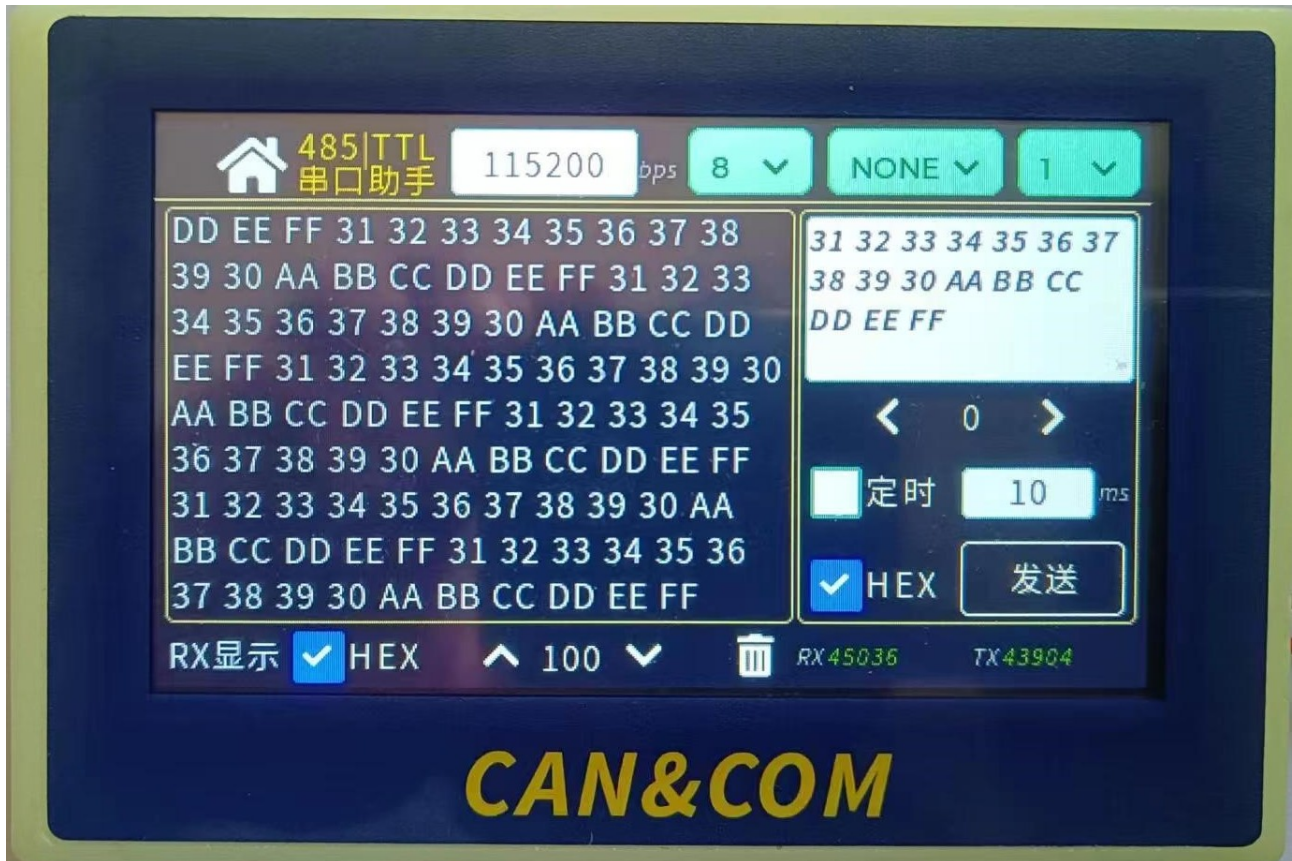 485|TTL
串口助手
115200 bps 8 NONE 1
DD EE FF 31 32 33 34 35 36 37 38
39 30 AA BB CC DD EE FF 31 32 33
34 35 36 37 38 39 30 AA BB CC DD
EE FF 31 32 33 34 35 36 37 38 39 30
AA BB CC DD EE FF 31 32 33 34 35
36 37 38 39 30 AA BB CC DD EE FF
31 32 33 34 35 36 37 38 39 30 AA
BB CC DD EE FF 31 32 33 34 35 36
37 38 39 30 AA BB CC DD EE FF
31 32 33 34 35 36 37
38 39 30 AA BB CC
DD EE FF
0
定时 10 ms
HEX 发送
RX显示 HEX 100 RX45036 TX43904
CAN&COM